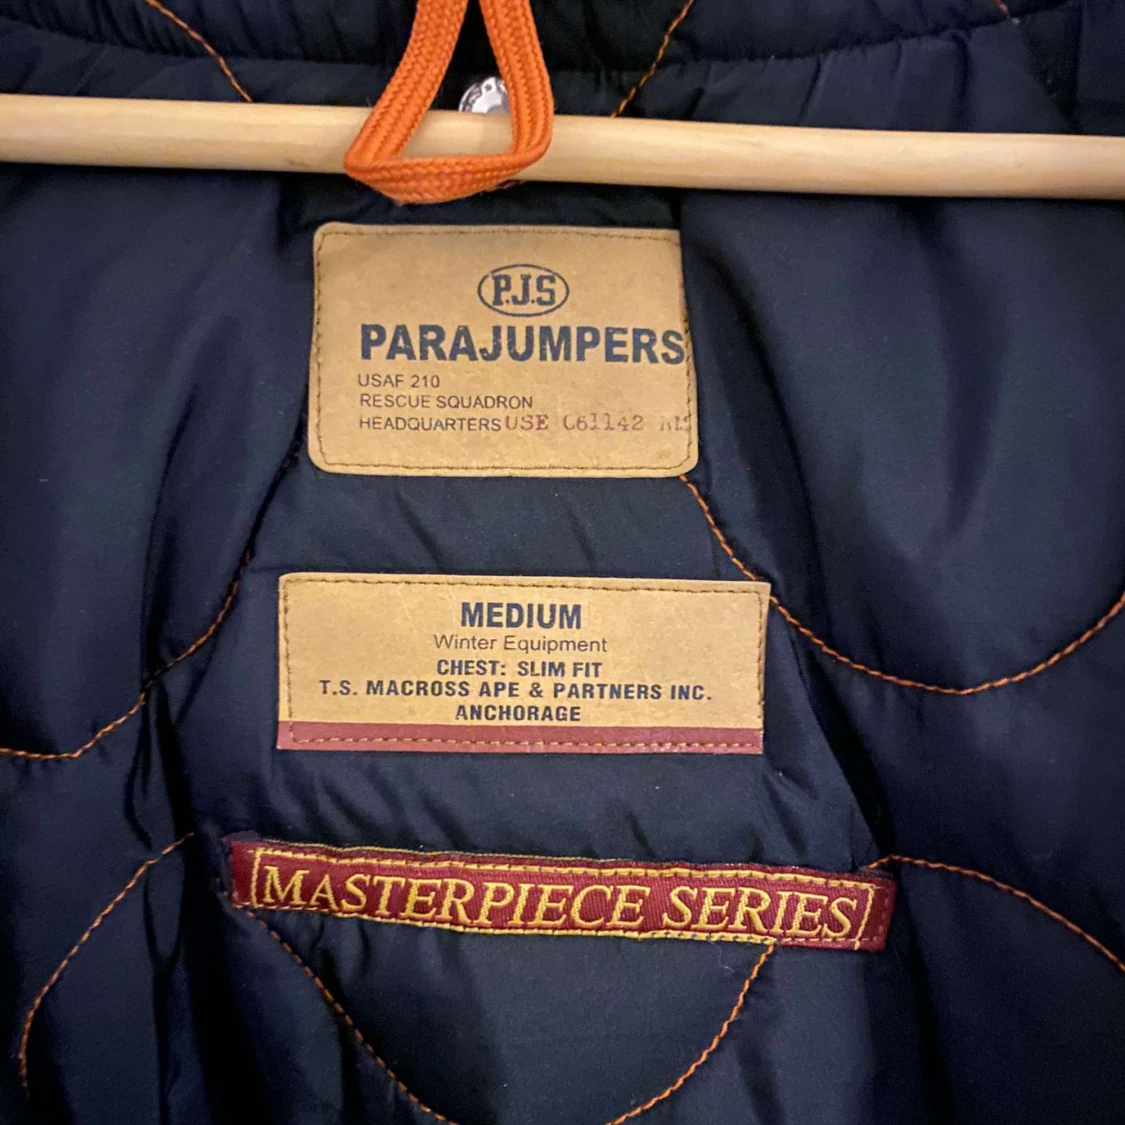 P.J.S
PARAJUMPERS
USAF 210
RESCUE SQUADRON
HEADQUARTERS USE C61142
MEDIUM
Winter Equipment
CHEST: SLIM FIT
T.S. MACROSS APE & PARTNERS INC.
ANCHORAGE
MASTERPIECE SERIES